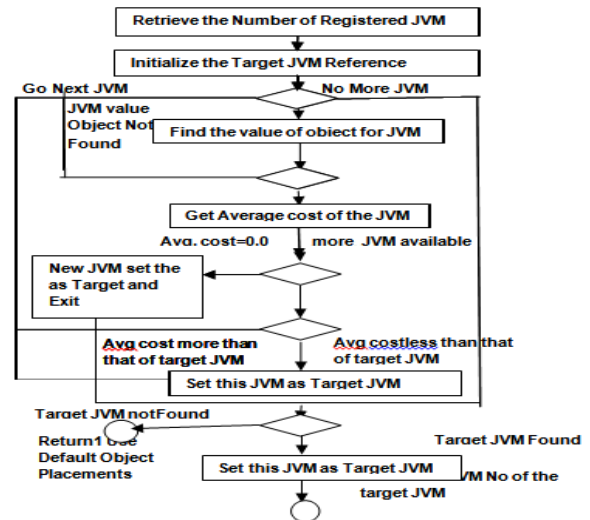 Retrieve the Number of Registered JVM
Initialize the Target JVM Reference
Go Next JVM
No More JVM
JVM value
Object Not
Found
Find the value of object for JVM
Get Average cost of the JVM
Avg. cost=0.0
more JVM available
New JVM set the
as Target and
Exit
Avg cost more than
that of target JVM
Avg costless than that
of target JVM
Set this JVM as Target JVM
Target JVM notFound
Return1
Default Object
Placements
Target JVM Found
Set this JVM as Target JVM
No of the
target JVM